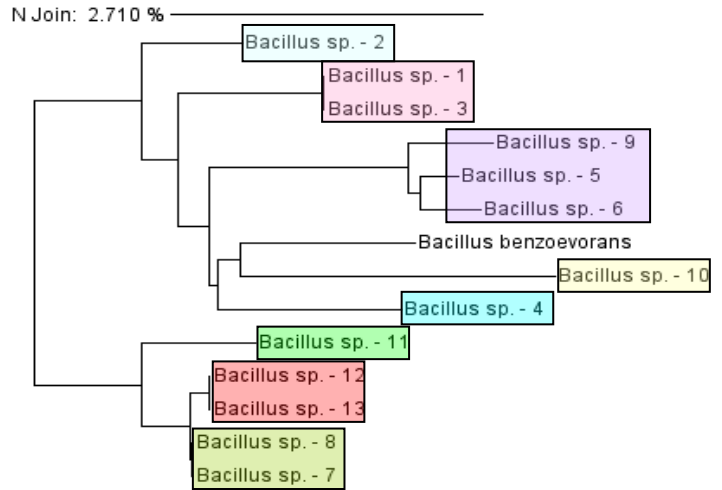 N Join: 2.710 %
Bacillus sp. - 2
Bacillus sp. - 1
Bacillus sp. - 3
Bacillus sp. - 9
Bacillus sp. - 5
Bacillus sp. - 6
Bacillus benzoevorans
Bacillus sp. - 10
Bacillus sp. - 4
Bacillus sp. - 11
Bacillus sp. - 12
Bacillus sp. - 13
Bacillus sp. - 8
Bacillus sp. - 7